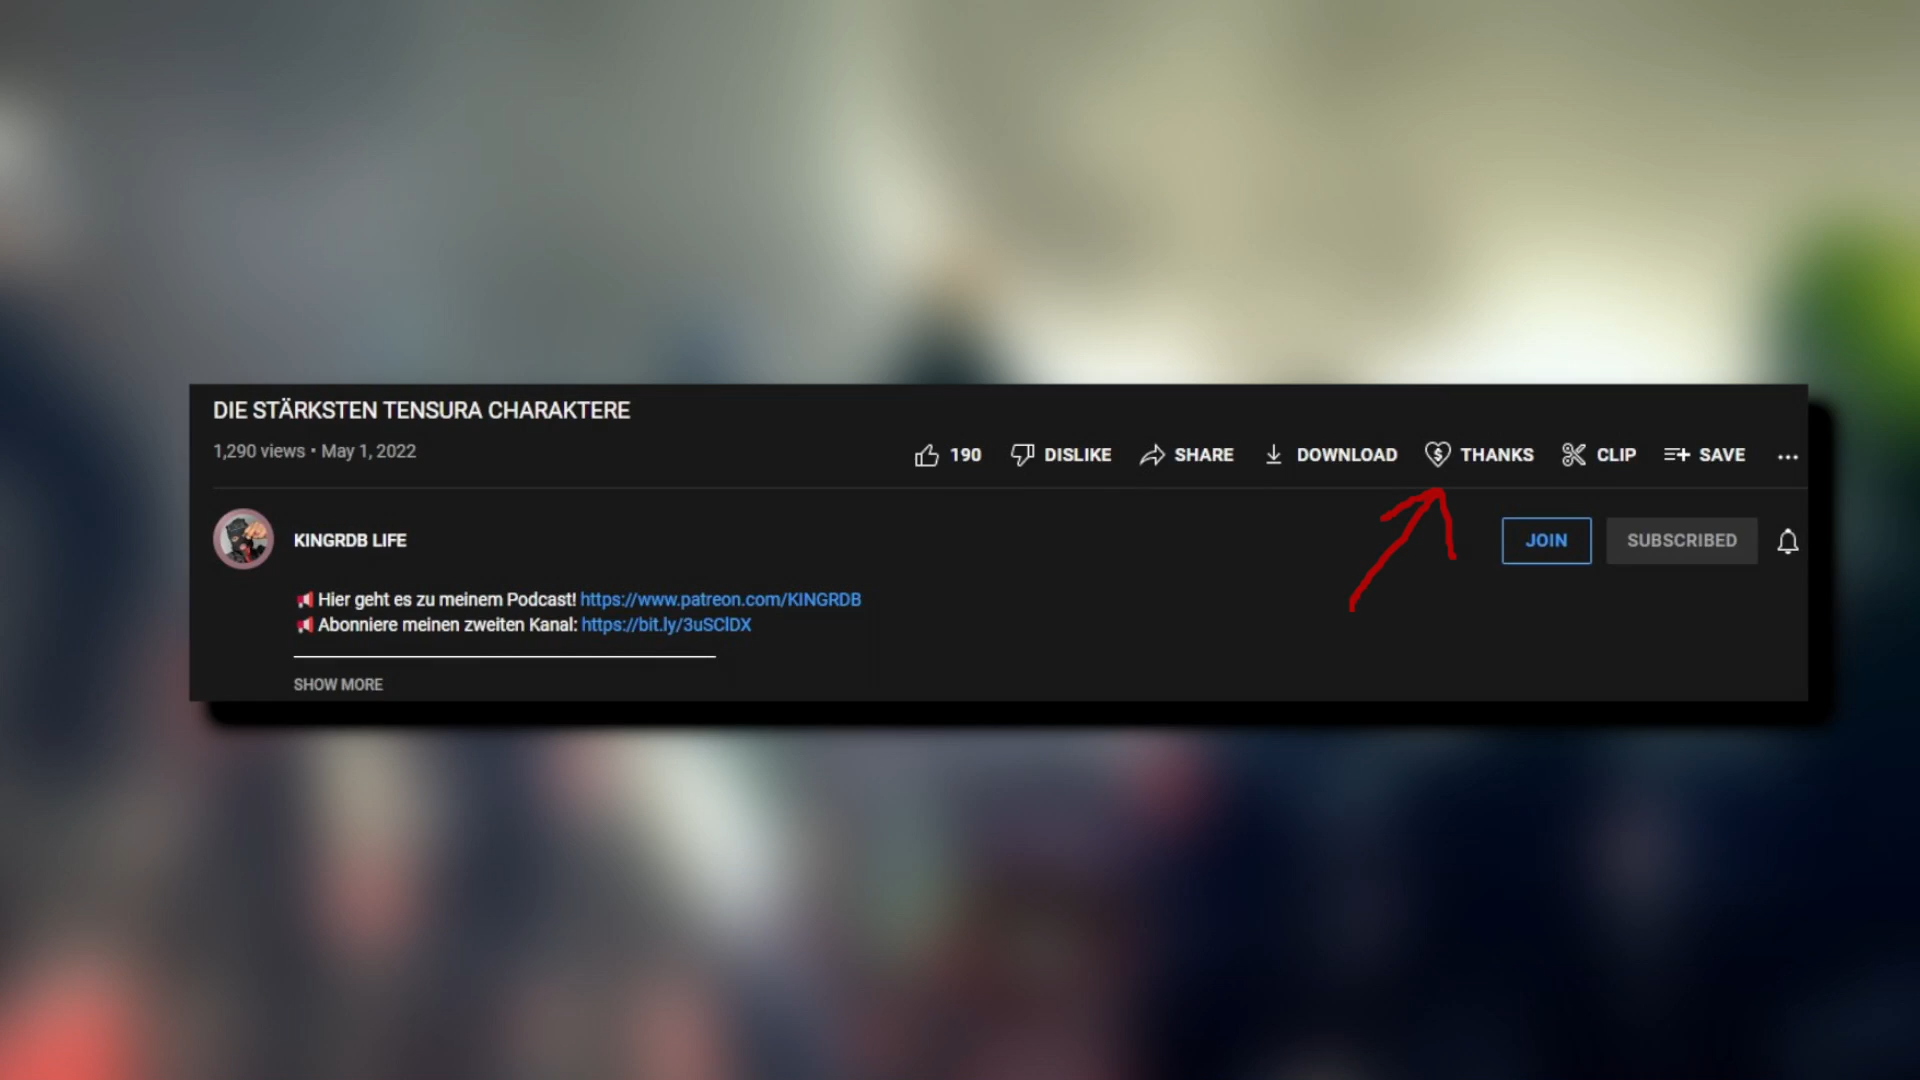 DIE STÄRKSTEN TENSURA CHARAKTERE
1,290 views • May 1, 2022
190 DISLIKE SHARE DOWNLOAD THANKS CLIP SAVE ...
KINGRDB LIFE
JOIN SUBSCRIBED
📢 Hier geht es zu meinem Podcast! https://www.patreon.com/KINGRDB
📢 Abonniere meinen zweiten Kanal: https://bit.ly/3uSClDX
SHOW MORE